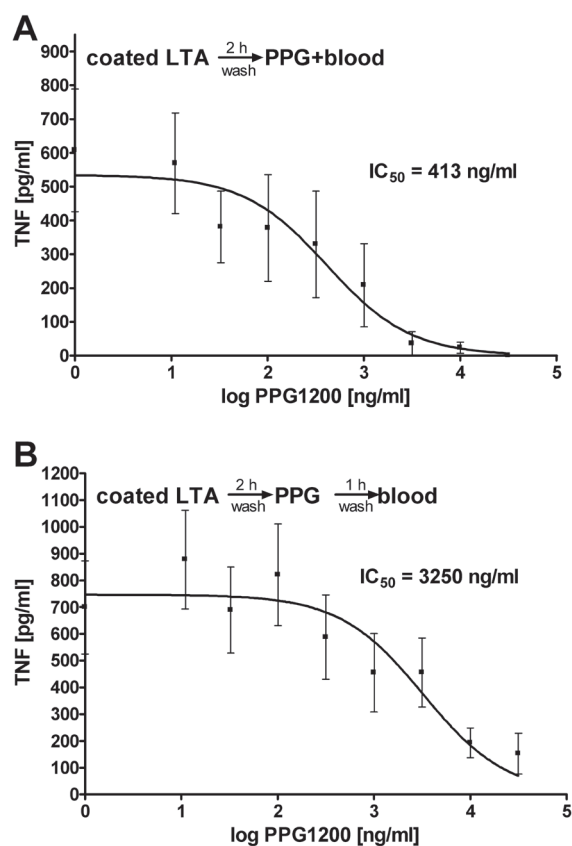 A
coated LTA 2 h wash PPG+blood
IC50 = 413 ng/ml
TNF [pg/ml]
900
800
700
600
500
400
300
200
100
0
0 1 2 3 4 5
log PPG1200 [ng/ml]
B
coated LTA 2 h wash PPG 1 h wash blood
IC50 = 3250 ng/ml
TNF [pg/ml]
1200
1100
1000
900
800
700
600
500
400
300
200
100
0
0 1 2 3 4 5
log PPG1200 [ng/ml]